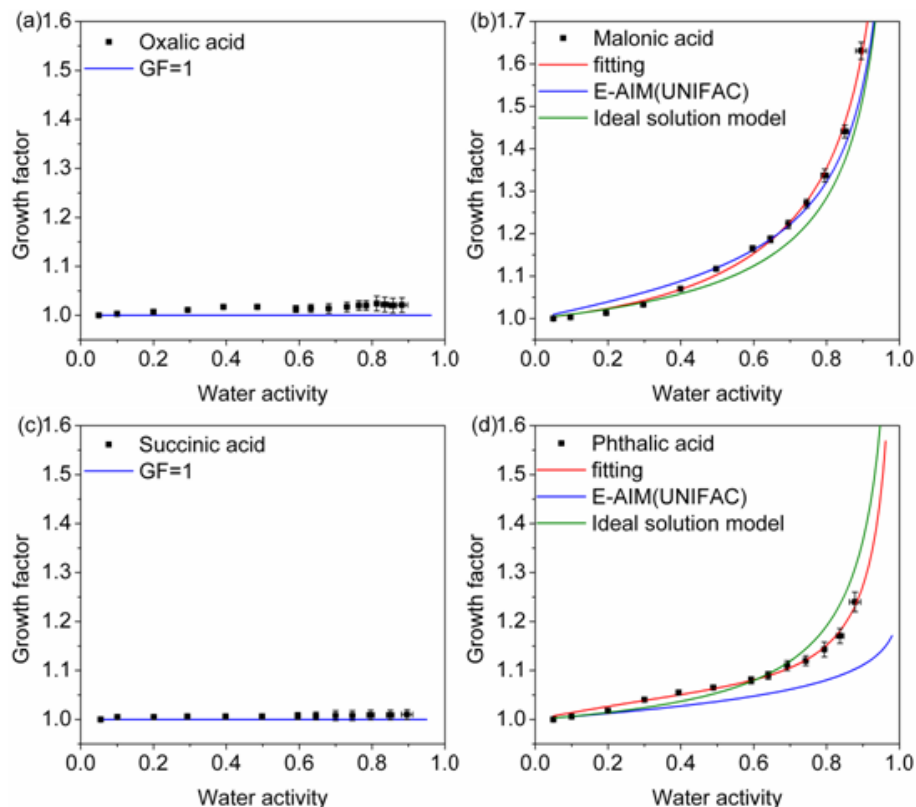 (a)
1.6
Oxalic acid
GF=1
1.5
1.4
1.3
1.2
1.1
1.0
Growth factor
0.0 0.2 0.4 0.6 0.8 1.0
Water activity
(b)
1.7
Malonic acid
fitting
E-AIM(UNIFAC)
Ideal solution model
1.6
1.5
1.4
1.3
1.2
1.1
1.0
Growth factor
0.0 0.2 0.4 0.6 0.8 1.0
Water activity
(c)
1.6
Succinic acid
GF=1
1.5
1.4
1.3
1.2
1.1
1.0
Growth factor
0.0 0.2 0.4 0.6 0.8 1.0
Water activity
(d)
1.6
Phthalic acid
fitting
E-AIM(UNIFAC)
Ideal solution model
1.5
1.4
1.3
1.2
1.1
1.0
Growth factor
0.0 0.2 0.4 0.6 0.8 1.0
Water activity